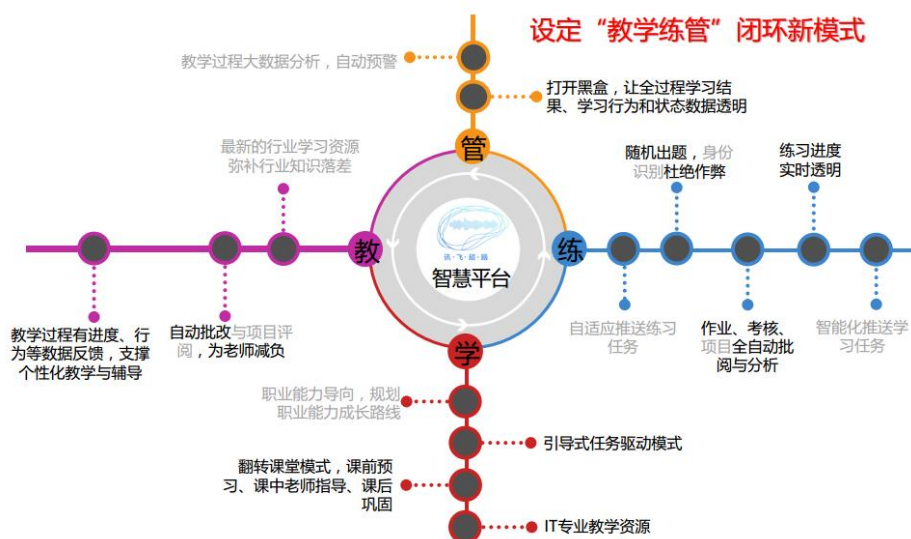 设定“教学练管”闭环新模式
教学过程大数据分析，自动预警
打开黑盒，让全过程学习结
果、学习行为和状态数据透明
管
最新的行业学习资源
弥补行业知识落差
随机出题，身份
识别杜绝作弊
练习进度
实时透明
教
讯·飞·超·脑
智慧平台
练
教学过程有进度、行
为等数据反馈，支撑
个性化教学与辅导
自动批改与项目评
阅，为老师减负
自适应推送练习
任务
作业、考核、
项目全自动批
阅与分析
智能化推送学
习任务
学
职业能力导向，规划
职业能力成长路线
引导式任务驱动模式
翻转课堂模式，课前预
习、课中老师指导、课后
巩固
IT专业教学资源